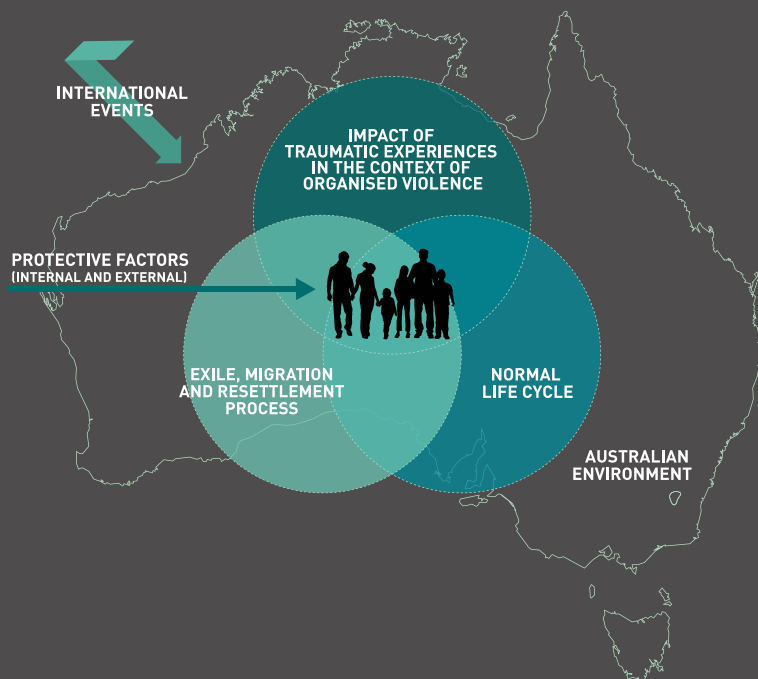 INTERNATIONAL
EVENTS
IMPACT OF
TRAUMATIC EXPERIENCES
IN THE CONTEXT OF
ORGANISED VIOLENCE
PROTECTIVE FACTORS
(INTERNAL AND EXTERNAL)
EXILE, MIGRATION
AND RESETTLEMENT
PROCESS
NORMAL
LIFE CYCLE
AUSTRALIAN
ENVIRONMENT